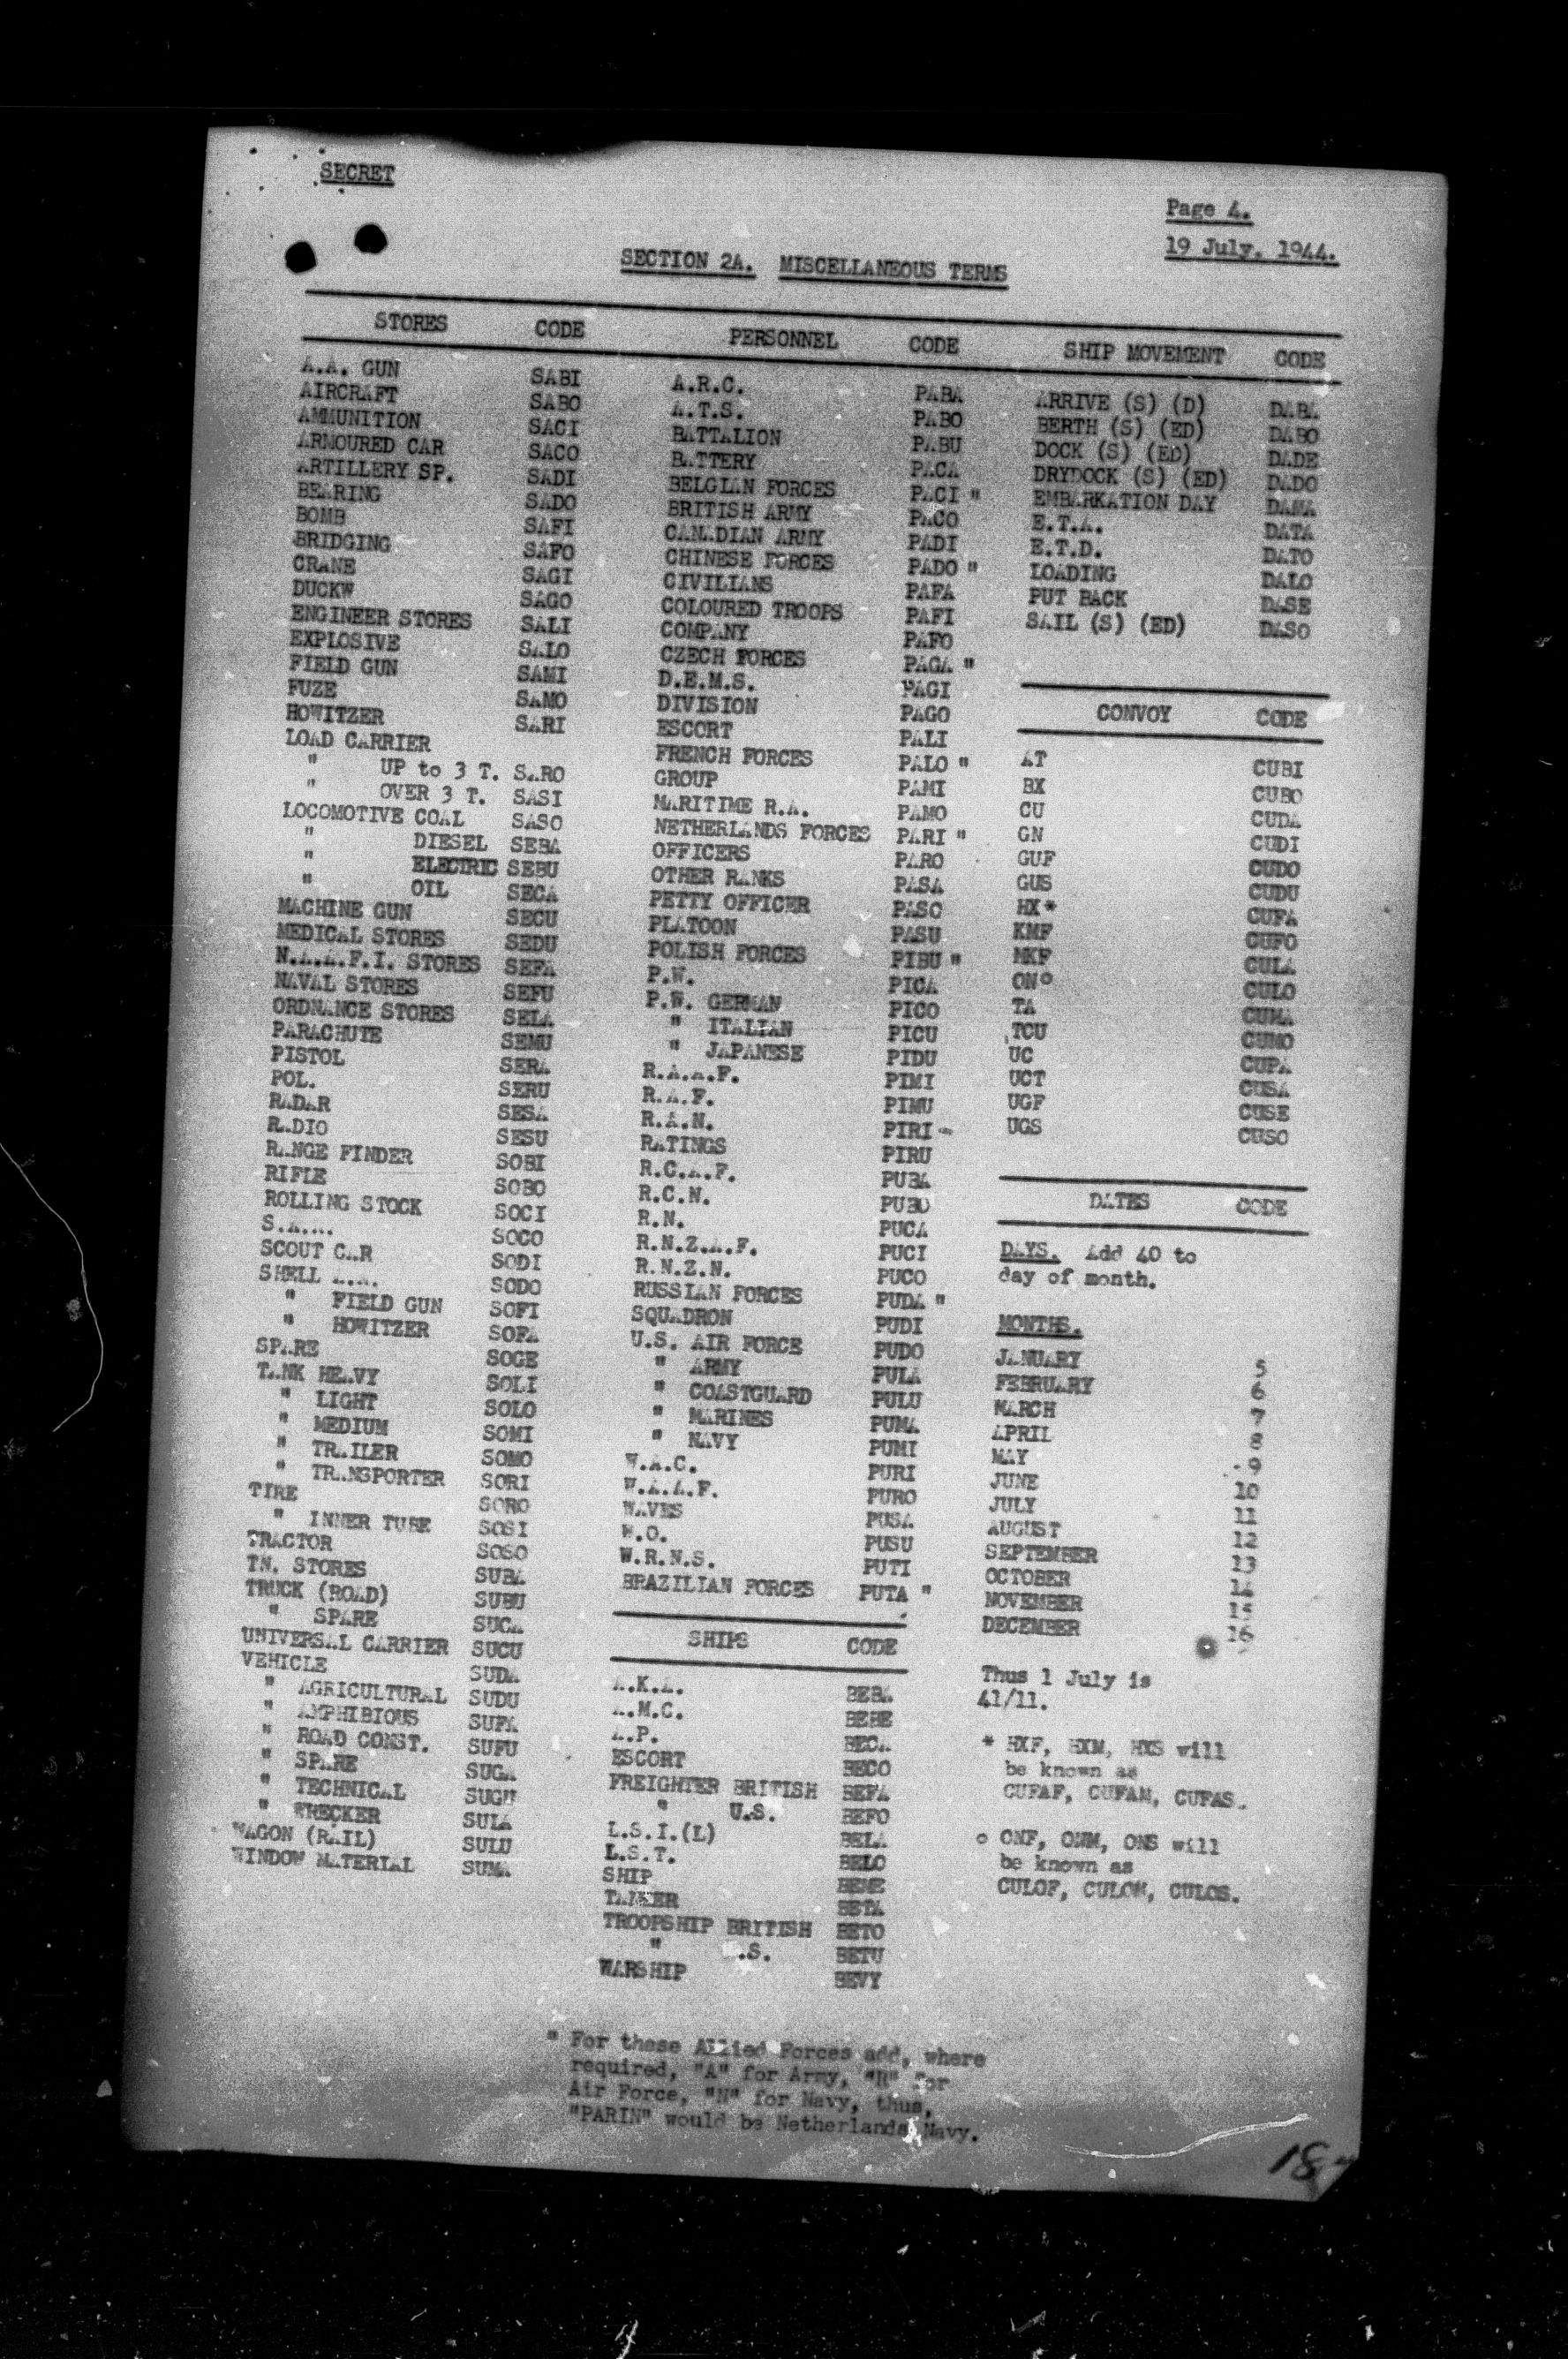 SECRET
Page 4.
19 July, 1944.
SECTION 2A. MISCELLANEOUS TERMS
STORES CODE
A.A. GUN SABI
AIRCRAFT SABO
AMMUNITION SACI
ARMOURED CAR SACO
ARTILLERY SP. SADI
BEARING SADO
BOMB SAFI
BRIDGING SAFO
CRANE SAGI
DUCKW SAGO
ENGINEER STORES SALI
EXPLOSIVE SALO
FIELD GUN SAMI
FUZE SAMO
HOWITZER SARI
LOAD CARRIER
" UP to 3 T. SARO
" OVER 3 T. SASI
LOCOMOTIVE COAL SASO
" DIESEL SEBA
" ELECTRIC SEBU
" OIL SECA
MACHINE GUN SECU
MEDICAL STORES SEDU
N.A.A.F.I. STORES SEFA
NAVAL STORES SEFU
ORDNANCE STORES SELA
PARACHUTE SEMU
PISTOL SERA
POL. SERU
RADAR SESA
RADIO SESU
RANGE FINDER SOBI
RIFLE SOBO
ROLLING STOCK SOCI
S.A.A. SOCO
SCOUT CAR SODI
SHELL A.A. SODO
" FIELD GUN SOFI
" HOWITZER SOFA
SPARE SOGE
TANK HEAVY SOLI
" LIGHT SOLO
" MEDIUM SOMI
" TRAILER SOMO
" TRANSPORTER SORI
TIRE SORO
" INNER TUBE SOSI
TRACTOR SOSO
TN. STORES SUBA
TRUCK (ROAD) SUBU
" SPARE SUCA
UNIVERSAL CARRIER SUCU
VEHICLE SUDA
" AGRICULTURAL SUDU
" AMPHIBIOUS SUFA
" ROAD CONST. SUFU
" SPARE SUGA
" TECHNICAL SUGU
" WRECKER SULA
WAGON (RAIL) SULU
WINDOW MATERIAL SUMA
PERSONNEL CODE
A.R.C. PABA
A.T.S. PABO
BATTALION PABU
BATTERY PACA
BELGIAN FORCES PACI "
BRITISH ARMY PACO
CANADIAN ARMY PADI
CHINESE FORCES PADO "
CIVILIANS PAFA
COLOURED TROOPS PAFI
COMPANY PAFO
CZECH FORCES PAGA "
D.E.M.S. PAGI
DIVISION PAGO
ESCORT PALI
FRENCH FORCES PALO "
GROUP PAMI
MARITIME R.A. PAMO
NETHERLANDS FORCES PARI "
OFFICERS PARO
OTHER RANKS PASA
PETTY OFFICER PASO
PLATOON PASU
POLISH FORCES PIBU "
P.W. PICA
P.W. GERMAN PICO
" ITALIAN PICU
" JAPANESE PIDU
R.A.A.F. PIMI
R.A.F. PIMU
R.A.N. PIRI
RATINGS PIRU
R.C.A.F. PUBA
R.C.N. PUBO
R.N. PUCA
R.N.Z.A.F. PUCI
R.N.Z.N. PUCO
RUSSIAN FORCES PUDA "
SQUADRON PUDI
U.S. AIR FORCE PUDO
" ARMY PULA
" COASTGUARD PULU
" MARINES PUMA
" NAVY PUMI
W.A.C. PURI
W.A.A.F. PURO
WAVES PUSA
W.O. PUSU
W.R.N.S. PUTI
BRAZILIAN FORCES PUTA "
SHIPS CODE
A.K.A. BEBA
A.M.C. BEBE
A.P. BECA
ESCORT BECO
FREIGHTER BRITISH BEFA
" U.S. BEFO
L.S.I.(L) BELA
L.S.T. BELO
SHIP BEME
TANKER BETA
TROOPSHIP BRITISH BETO
" .S. BETU
WARSHIP BEVY
SHIP MOVEMENT CODE
ARRIVE (S) (D) DABA
BERTH (S) (ED) DABO
DOCK (S) (ED) DADE
DRYDOCK (S) (ED) DADO
EMBARKATION DAY DAMA
E.T.A. DATA
E.T.D. DATO
LOADING DALO
PUT BACK DASE
SAIL (S) (ED) DASO
CONVOY CODE
AT CUBI
BX CUBO
CU CUDA
GN CUDI
GUF CUDO
GUS CUDU
HX* CUFA
KMF CUFO
MKF CULA
ON° CULO
TA CUMA
TCU CUMO
UC CUPA
UCT CUSA
UGF CUSE
UGS CUSO
DATES CODE
DAYS. Add 40 to
day of month.
MONTHS.
JANUARY 5
FEBRUARY 6
MARCH 7
APRIL 8
MAY 9
JUNE 10
JULY 11
AUGUST 12
SEPTEMBER 13
OCTOBER 14
NOVEMBER 15
DECEMBER 16
Thus 1 July is
41/11.
* HXF, HXM, HXS will
be known as
CUFAF, CUFAM, CUFAS.
° ONF, ONM, ONS will
be known as
CULOF, CULOM, CULOS.
" For these Allied Forces add, where
required, "A" for Army, "R" for
Air Force, "N" for Navy, thus,
"PARIN" would be Netherlands Navy.